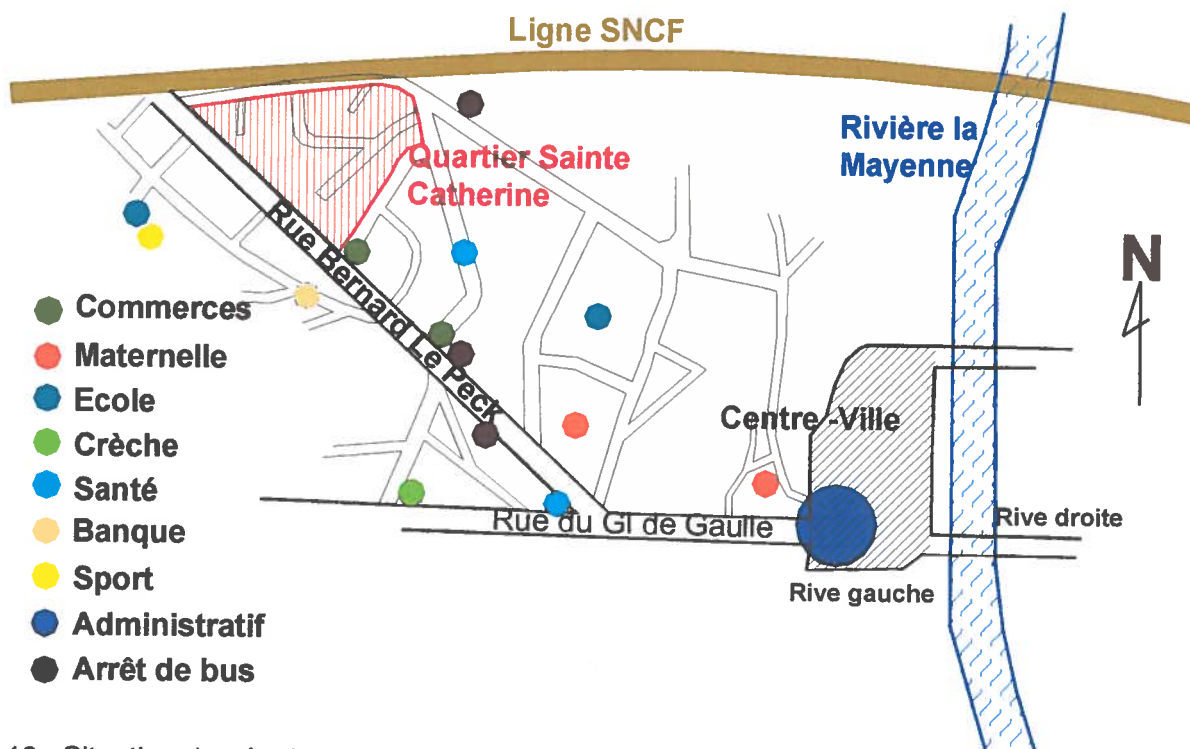 Ligne SNCF
Rivière la
Mayenne
Quartier Sainte
Catherine
Rue Bernard Le Peck
N
Commerces
Maternelle
Ecole
Crèche
Santé
Banque
Sport
Administratif
Arrêt de bus
Centre -Ville
Rue du Gl de Gaulle
Rive droite
Rive gauche